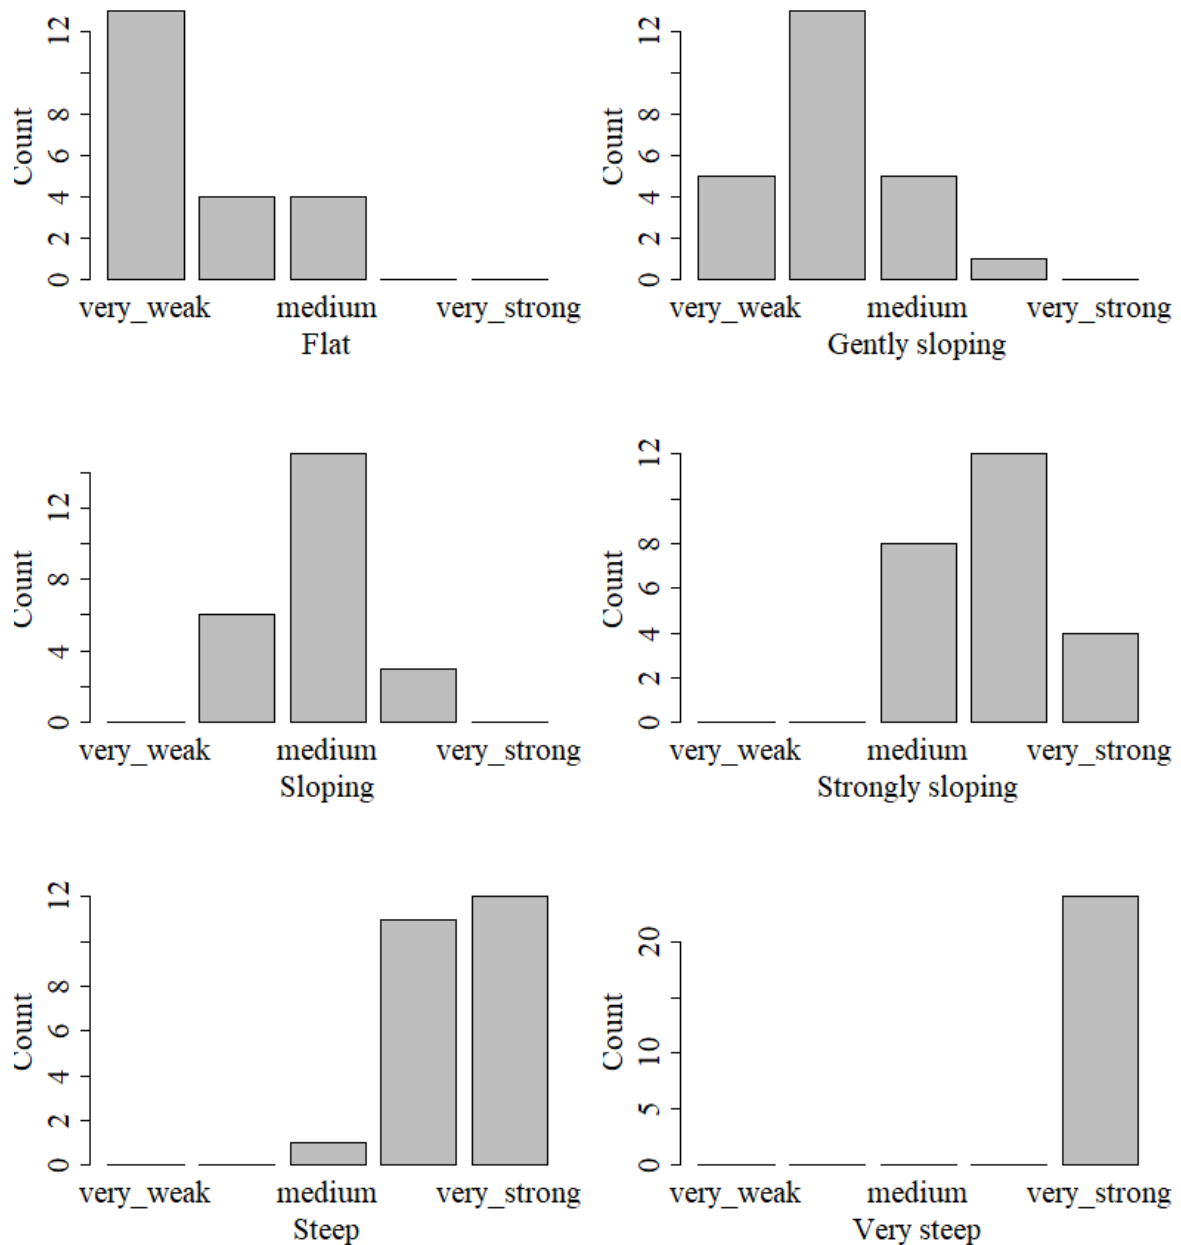 Count
0 2 4 6 8 12
very_weak medium very_strong
Flat
Count
0 2 4 6 8 12
very_weak medium very_strong
Gently sloping
Count
0 4 8 12
very_weak medium very_strong
Sloping
Count
0 2 4 8 12
very_weak medium very_strong
Strongly sloping
Count
0 2 4 6 8 12
very_weak medium very_strong
Steep
Count
0 5 10 20
very_weak medium very_strong
Very steep